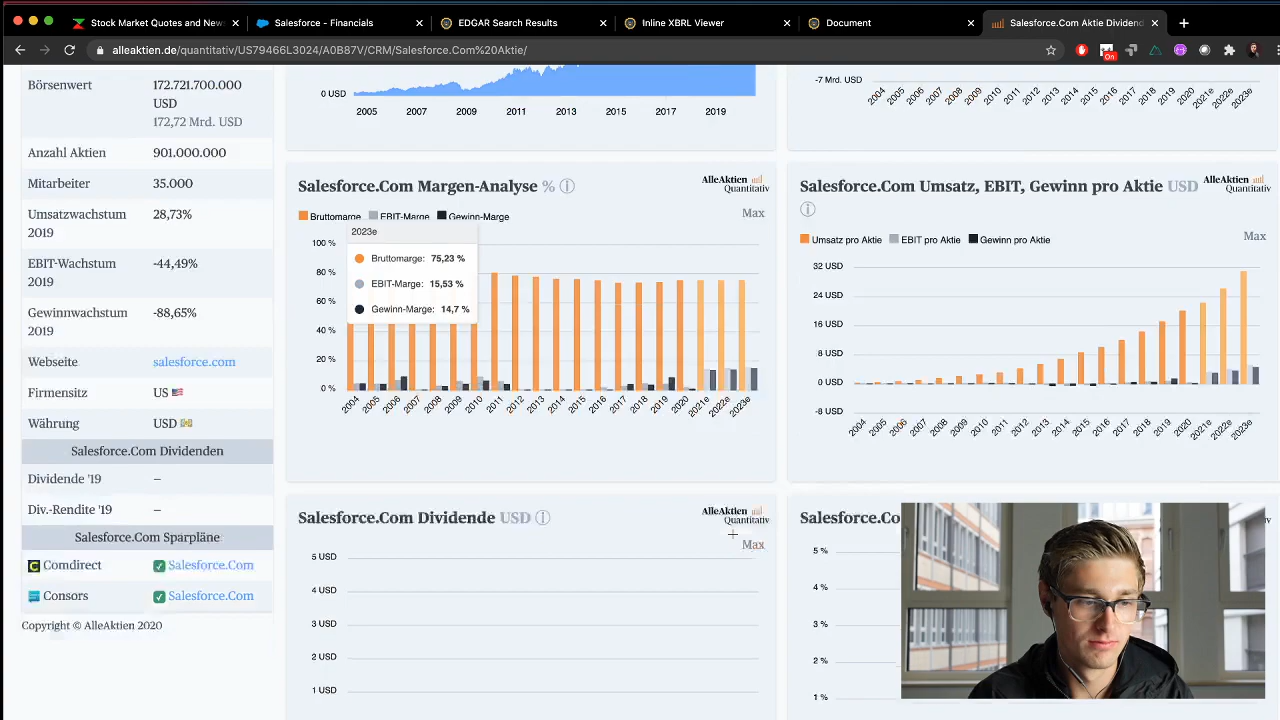 Stock Market Quotes and New
Salesforce - Financials
EDGAR Search Results
Inline XBRL Viewer
Document
Salesforce.Com Aktie Dividend
alleaktien.de/quantitativ/US79466L3024/A0B87V/CRM/Salesforce.Com%20Aktie/
On
Börsenwert
172.721.700.000
USD
172,72 Mrd. USD
Anzahl Aktien
901.000.000
Mitarbeiter
35.000
Umsatzwachstum
2019
28,73%
EBIT-Wachstum
2019
-44,49%
Gewinnwachstum
2019
-88,65%
Webseite
salesforce.com
Firmensitz
US
Währung
USD
Salesforce.Com Dividenden
Dividende '19
–
Div.-Rendite '19
–
Salesforce.Com Sparpläne
Comdirect
Salesforce.Com
Consors
Salesforce.Com
Copyright © AlleAktien 2020
0 USD
2005 2007 2009 2011 2013 2015 2017 2019
-7 Mrd. USD
2004 2005 2006 2007 2008 2009 2010 2011 2012 2013 2014 2015 2016 2017 2018 2019 2020 2021e 2022e 2023e
Salesforce.Com Margen-Analyse %
AlleAktien
Quantitativ
Bruttomarge EBIT-Marge Gewinn-Marge
Max
2023e
Bruttomarge: 75,23 %
EBIT-Marge: 15,53 %
Gewinn-Marge: 14,7 %
100 %
80 %
60 %
40 %
20 %
0 %
2004 2005 2006 2007 2008 2009 2010 2011 2012 2013 2014 2015 2016 2017 2018 2019 2020 2021e 2022e 2023e
Salesforce.Com Umsatz, EBIT, Gewinn pro Aktie USD
AlleAktien
Quantitativ
Umsatz pro Aktie EBIT pro Aktie Gewinn pro Aktie
Max
32 USD
24 USD
16 USD
8 USD
0 USD
-8 USD
2004 2005 2006 2007 2008 2009 2010 2011 2012 2013 2014 2015 2016 2017 2018 2019 2020 2021e 2022e 2023e
Salesforce.Com Dividende USD
AlleAktien
Quantitativ
Max
5 USD
4 USD
3 USD
2 USD
1 USD
Salesforce.Co
5 %
4 %
3 %
2 %
1 %